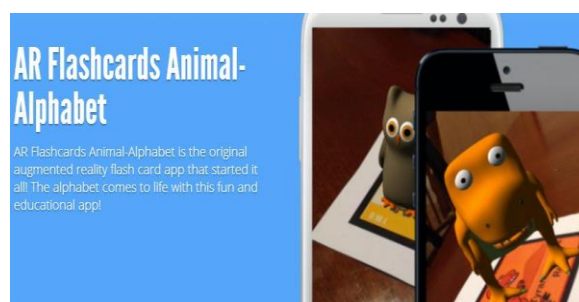 AR Flashcards Animal-
Alphabet
AR Flashcards Animal-Alphabet is the original
augmented reality flash card app that started it
all! The alphabet comes to life with this fun and
educational app!
OWL